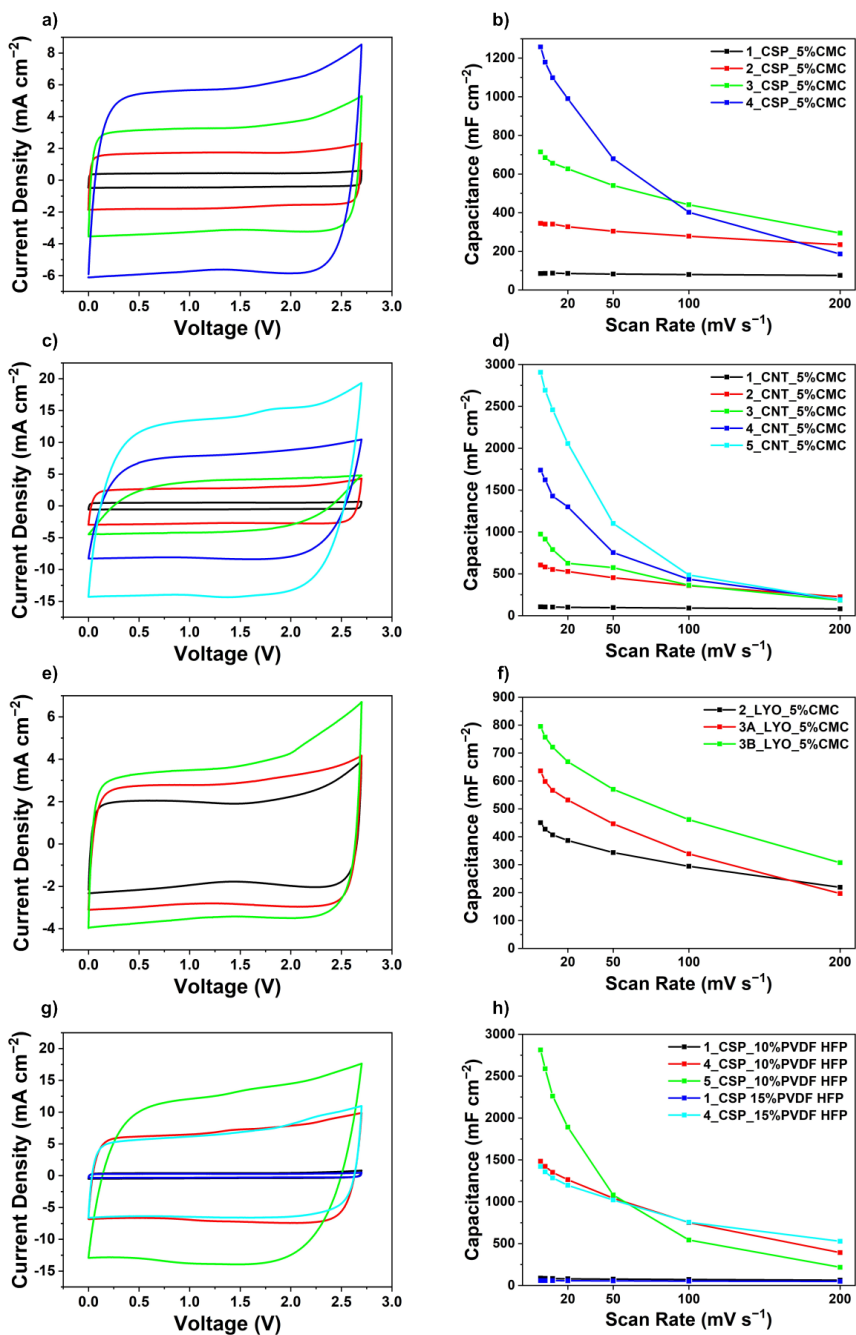 a)
8
6
4
2
0
−2
−4
−6
Current Density (mA cm−2)
0.0 0.5 1.0 1.5 2.0 2.5 3.0
Voltage (V)
b)
1200
1000
800
600
400
200
0
Capacitance (mF cm−2)
1_CSP_5%CMC
2_CSP_5%CMC
3_CSP_5%CMC
4_CSP_5%CMC
20 50 100 200
Scan Rate (mV s−1)
c)
20
15
10
5
0
-5
-10
-15
Current Density (mA cm−2)
0.0 0.5 1.0 1.5 2.0 2.5 3.0
Voltage (V)
d)
3000
2500
2000
1500
1000
500
0
Capacitance (mF cm−2)
1_CNT_5%CMC
2_CNT_5%CMC
3_CNT_5%CMC
4_CNT_5%CMC
5_CNT_5%CMC
20 50 100 200
Scan Rate (mV s−1)
e)
6
4
2
0
−2
−4
Current Density (mA cm−2)
0.0 0.5 1.0 1.5 2.0 2.5 3.0
Voltage (V)
f)
900
800
700
600
500
400
300
200
100
0
Capacitance (mF cm−2)
2_LYO_5%CMC
3A_LYO_5%CMC
3B_LYO_5%CMC
20 50 100 200
Scan Rate (mV s−1)
g)
20
15
10
5
0
-5
-10
-15
Current Density (mA cm−2)
0.0 0.5 1.0 1.5 2.0 2.5 3.0
Voltage (V)
h)
3000
2500
2000
1500
1000
500
0
Capacitance (mF cm−2)
1_CSP_10%PVDF HFP
4_CSP_10%PVDF HFP
5_CSP_10%PVDF HFP
1_CSP 15%PVDF HFP
4_CSP_15%PVDF HFP
20 50 100 200
Scan Rate (mV s−1)